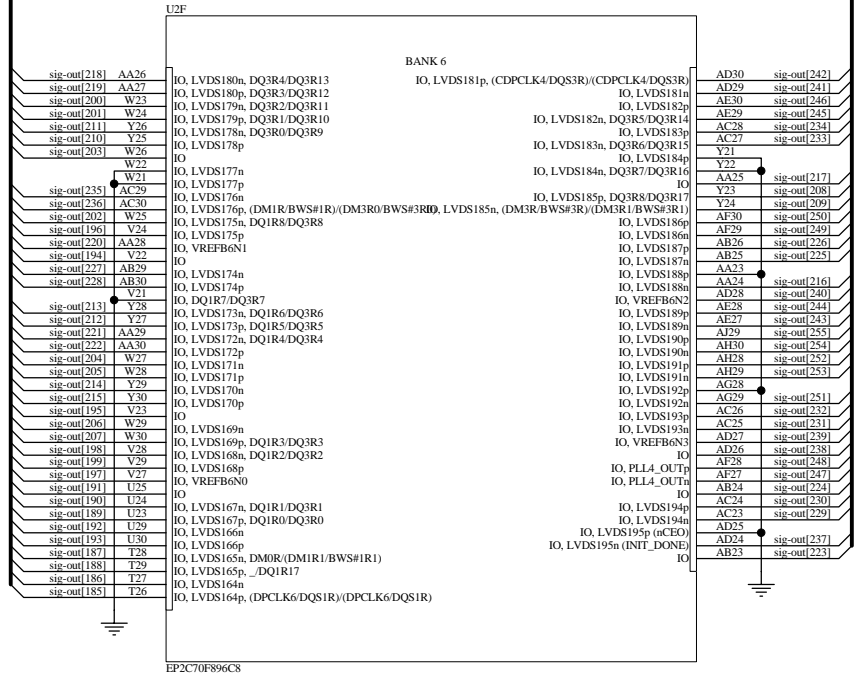 U2F
BANK 6
sig-out[218] AA26 IO, LVDS180n, DQ3R4/DQ3R13
sig-out[219] AA27 IO, LVDS180p, DQ3R3/DQ3R12
sig-out[200] W23 IO, LVDS179n, DQ3R2/DQ3R11
sig-out[201] W24 IO, LVDS179p, DQ3R1/DQ3R10
sig-out[211] Y26 IO, LVDS178n, DQ3R0/DQ3R9
sig-out[210] Y25 IO, LVDS178p
sig-out[203] W26 IO
W22 IO, LVDS177n
W21 IO, LVDS177p
sig-out[235] AC29 IO, LVDS176n
sig-out[236] AC30 IO, LVDS176p, (DM1R/BWS#1R)/(DM3R0/BWS#3R0)
sig-out[202] W25 IO, LVDS175n, DQ1R8/DQ3R8
sig-out[196] V24 IO, LVDS175p
sig-out[220] AA28 IO, VREFB6N1
sig-out[194] V22 IO
sig-out[227] AB29 IO, LVDS174n
sig-out[228] AB30 IO, LVDS174p
V21 IO, DQ1R7/DQ3R7
sig-out[213] Y28 IO, LVDS173n, DQ1R6/DQ3R6
sig-out[212] Y27 IO, LVDS173p, DQ1R5/DQ3R5
sig-out[221] AA29 IO, LVDS172n, DQ1R4/DQ3R4
sig-out[222] AA30 IO, LVDS172p
sig-out[204] W27 IO, LVDS171n
sig-out[205] W28 IO, LVDS171p
sig-out[214] Y29 IO, LVDS170n
sig-out[215] Y30 IO, LVDS170p
sig-out[195] V23 IO
sig-out[206] W29 IO, LVDS169n
sig-out[207] W30 IO, LVDS169p, DQ1R3/DQ3R3
sig-out[198] V28 IO, LVDS168n, DQ1R2/DQ3R2
sig-out[199] V29 IO, LVDS168p
sig-out[197] V27 IO, VREFB6N0
sig-out[191] U25 IO
sig-out[190] U24 IO, LVDS167n, DQ1R1/DQ3R1
sig-out[189] U23 IO, LVDS167p, DQ1R0/DQ3R0
sig-out[192] U29 IO, LVDS166n
sig-out[193] U30 IO, LVDS166p
sig-out[187] T28 IO, LVDS165n, DM0R/(DM1R1/BWS#1R1)
sig-out[188] T29 IO, LVDS165p, _/DQ1R17
sig-out[186] T27 IO, LVDS164n
sig-out[185] T26 IO, LVDS164p, (DPCLK6/DQS1R)/(DPCLK6/DQS1R)
IO, LVDS181p, (CDPCLK4/DQS3R)/(CDPCLK4/DQS3R) AD30 sig-out[242]
IO, LVDS181n AD29 sig-out[241]
IO, LVDS182p AE30 sig-out[246]
IO, LVDS182n, DQ3R5/DQ3R14 AE29 sig-out[245]
IO, LVDS183p AC28 sig-out[234]
IO, LVDS183n, DQ3R6/DQ3R15 AC27 sig-out[233]
IO, LVDS184p Y21
IO, LVDS184n, DQ3R7/DQ3R16 Y22
IO AA25 sig-out[217]
IO, LVDS185p, DQ3R8/DQ3R17 Y23 sig-out[208]
IO, LVDS185n, (DM3R/BWS#3R)/(DM3R1/BWS#3R1) Y24 sig-out[209]
IO, LVDS186p AF30 sig-out[250]
IO, LVDS186n AF29 sig-out[249]
IO, LVDS187p AB26 sig-out[226]
IO, LVDS187n AB25 sig-out[225]
IO, LVDS188p AA23
IO, LVDS188n AA24 sig-out[216]
IO, VREFB6N2 AD28 sig-out[240]
IO, LVDS189p AE28 sig-out[244]
IO, LVDS189n AE27 sig-out[243]
IO, LVDS190p AJ29 sig-out[255]
IO, LVDS190n AH30 sig-out[254]
IO, LVDS191p AH28 sig-out[252]
IO, LVDS191n AH29 sig-out[253]
IO, LVDS192p AG28
IO, LVDS192n AG29 sig-out[251]
IO, LVDS193p AC26 sig-out[232]
IO, LVDS193n AC25 sig-out[231]
IO, VREFB6N3 AD27 sig-out[239]
IO AD26 sig-out[238]
IO, PLL4_OUTp AF28 sig-out[248]
IO, PLL4_OUTn AF27 sig-out[247]
IO AB24 sig-out[224]
IO, LVDS194p AC24 sig-out[230]
IO, LVDS194n AC23 sig-out[229]
IO, LVDS195p (nCEO) AD25
IO, LVDS195n (INIT_DONE) AD24 sig-out[237]
IO AB23 sig-out[223]
EP2C70F896C8